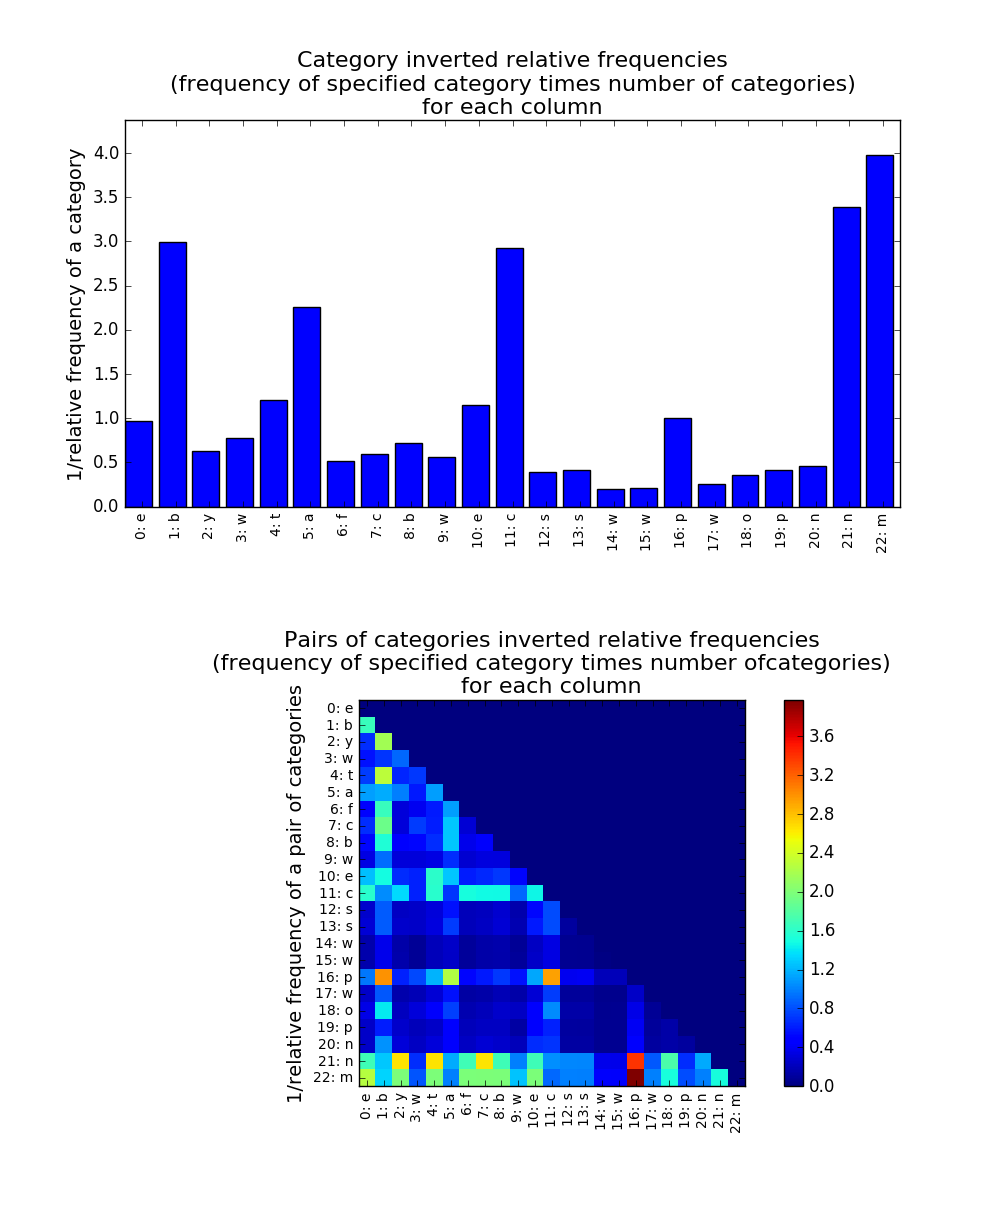 Category inverted relative frequencies
(frequency of specified category times number of categories)
for each column
1/relative frequency of a category
4.0
3.5
3.0
2.5
2.0
1.5
1.0
0.5
0.0
0: e
1: b
2: y
3: w
4: t
5: a
6: f
7: c
8: b
9: w
10: e
11: c
12: s
13: s
14: w
15: w
16: p
17: w
18: o
19: p
20: n
21: n
22: m
Pairs of categories inverted relative frequencies
(frequency of specified category times number ofcategories)
for each column
1/relative frequency of a pair of categories
0: e
1: b
2: y
3: w
4: t
5: a
6: f
7: c
8: b
9: w
10: e
11: c
12: s
13: s
14: w
15: w
16: p
17: w
18: o
19: p
20: n
21: n
22: m
0: e
1: b
2: y
3: w
4: t
5: a
6: f
7: c
8: b
9: w
10: e
11: c
12: s
13: s
14: w
15: w
16: p
17: w
18: o
19: p
20: n
21: n
22: m
3.6
3.2
2.8
2.4
2.0
1.6
1.2
0.8
0.4
0.0